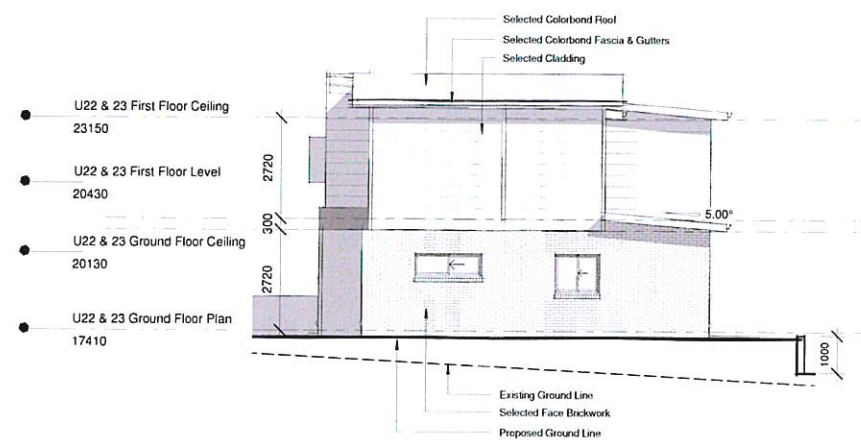 Selected Colorbond Roof
Selected Colorbond Fascia & Gutters
Selected Cladding
U22 & 23 First Floor Ceiling
23150
2720
U22 & 23 First Floor Level
20430
5.00°
300
U22 & 23 Ground Floor Ceiling
20130
2720
U22 & 23 Ground Floor Plan
17410
1000
Existing Ground Line
Selected Face Brickwork
Proposed Ground Line